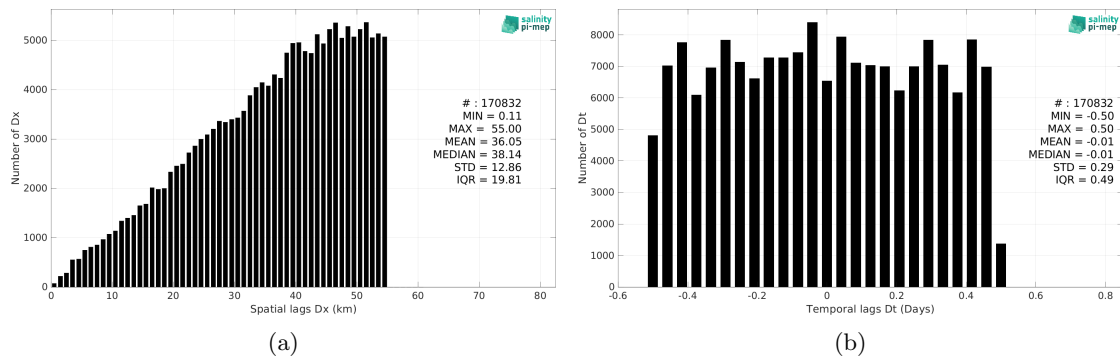 salinity
pi-mep
5000
4000
3000
2000
1000
0
Number of Dx
# : 170832
MIN = 0.11
MAX = 55.00
MEAN = 36.05
MEDIAN = 38.14
STD = 12.86
IQR = 19.81
0 10 20 30 40 50 60 70 80
Spatial lags Dx (km)
(a)
salinity
pi-mep
8000
7000
6000
5000
4000
3000
2000
1000
0
Number of Dt
# : 170832
MIN = -0.50
MAX = 0.50
MEAN = -0.01
MEDIAN = -0.01
STD = 0.29
IQR = 0.49
-0.6 -0.4 -0.2 0 0.2 0.4 0.6 0.8
Temporal lags Dt (Days)
(b)